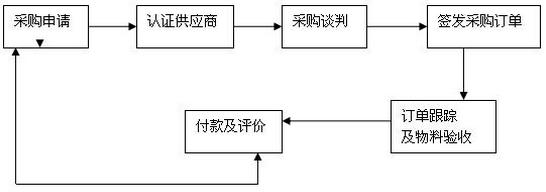 采购申请
认证供应商
采购谈判
签发采购订单
订单跟踪
及物料验收
付款及评价